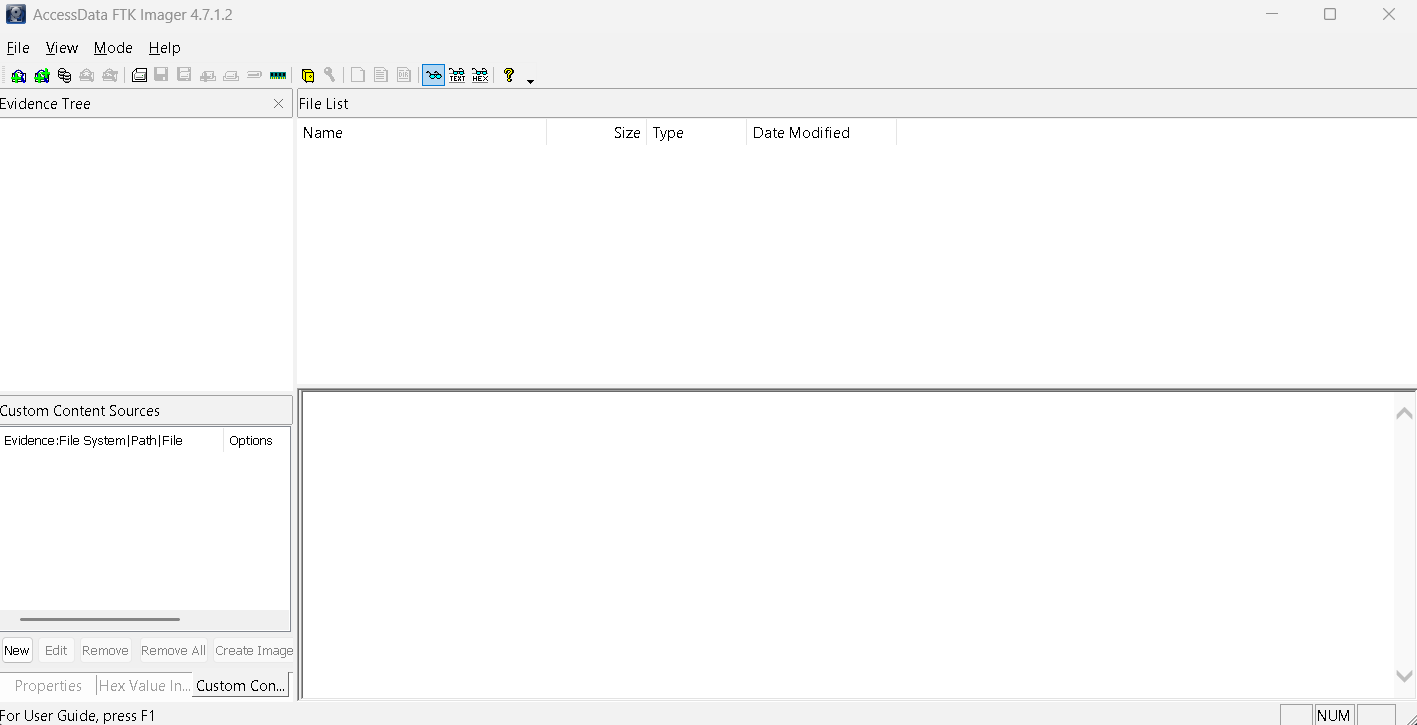 AccessData FTK Imager 4.7.1.2
File View Mode Help
TEXT HEX ?
Evidence Tree
File List
Name Size Type Date Modified
Custom Content Sources
Evidence:File System|Path|File Options
New Edit Remove Remove All Create Image
Properties Hex Value In... Custom Con...
For User Guide, press F1
NUM